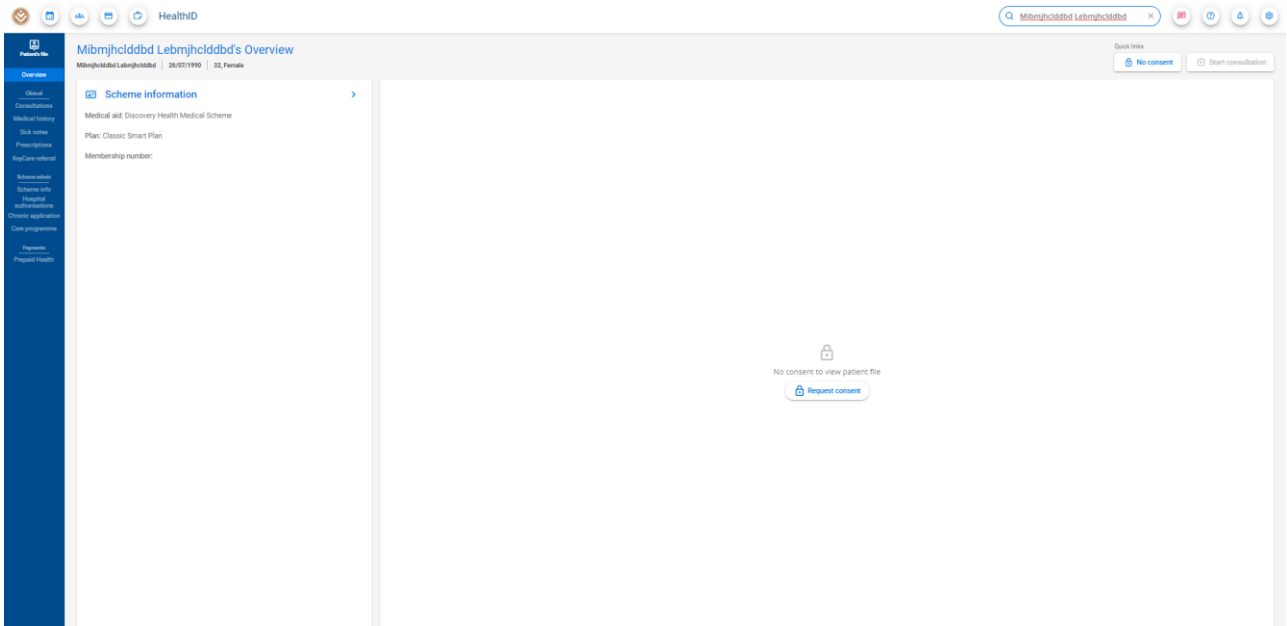 HealthID
Mibmjhclddbd Lebmjhclddbd
Patient's file
Overview
Clinical
Consultations
Medical history
Sick notes
Prescriptions
KeyCare referral
Scheme admin
Scheme info
Hospital
authorisations
Chronic application
Care programme
Payments
Prepaid Health
Mibmjhclddbd Lebmjhclddbd's Overview
Mibmjhclddbd Lebmjhclddbd 26/07/1990 32, Female
Quick links
No consent Start consultation
Scheme information
Medical aid: Discovery Health Medical Scheme
Plan: Classic Smart Plan
Membership number:
No consent to view patient file
Request consent